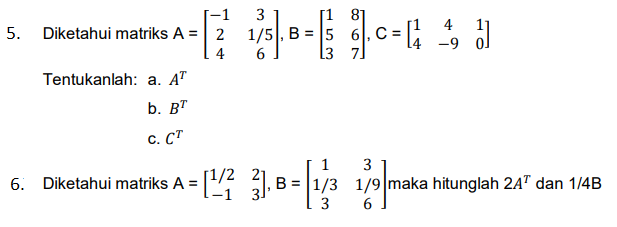 5. Diketahui matriks A = [−1 3; 2 1/5; 4 6], B = [1 8; 5 6; 3 7], C = [1 4 1; 4 −9 0]
Tentukanlah: a. A^T
b. B^T
c. C^T
6. Diketahui matriks A = [1/2 2; −1 3], B = [1 3; 1/3 1/9; 3 6] maka hitunglah 2A^T dan 1/4B